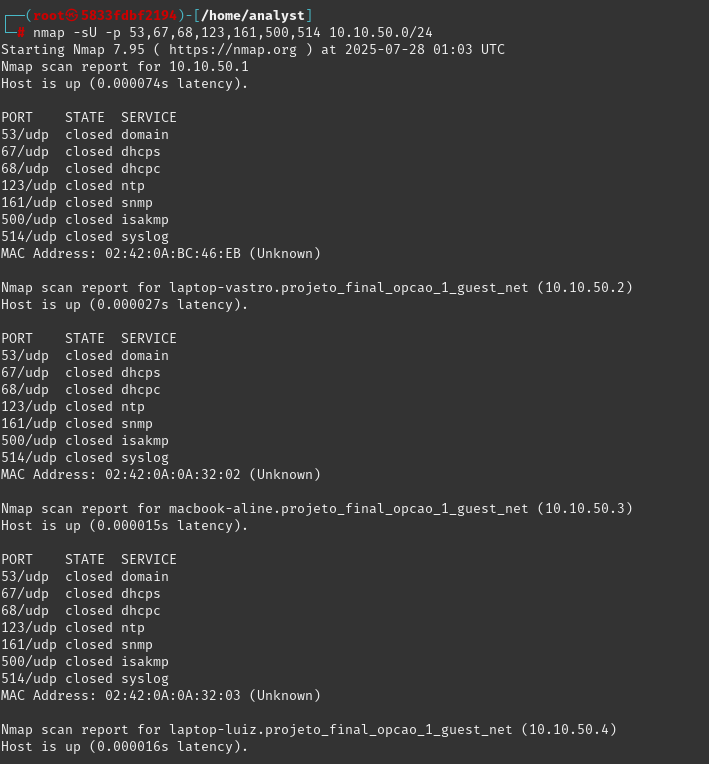 ┌──(root㉿5833fdbf2194)-[/home/analyst]
└─# nmap -sU -p 53,67,68,123,161,500,514 10.10.50.0/24
Starting Nmap 7.95 ( https://nmap.org ) at 2025-07-28 01:03 UTC
Nmap scan report for 10.10.50.1
Host is up (0.000074s latency).

PORT    STATE  SERVICE
53/udp  closed domain
67/udp  closed dhcps
68/udp  closed dhcpc
123/udp closed ntp
161/udp closed snmp
500/udp closed isakmp
514/udp closed syslog
MAC Address: 02:42:0A:BC:46:EB (Unknown)

Nmap scan report for laptop-vastro.projeto_final_opcao_1_guest_net (10.10.50.2)
Host is up (0.000027s latency).

PORT    STATE  SERVICE
53/udp  closed domain
67/udp  closed dhcps
68/udp  closed dhcpc
123/udp closed ntp
161/udp closed snmp
500/udp closed isakmp
514/udp closed syslog
MAC Address: 02:42:0A:0A:32:02 (Unknown)

Nmap scan report for macbook-aline.projeto_final_opcao_1_guest_net (10.10.50.3)
Host is up (0.000015s latency).

PORT    STATE  SERVICE
53/udp  closed domain
67/udp  closed dhcps
68/udp  closed dhcpc
123/udp closed ntp
161/udp closed snmp
500/udp closed isakmp
514/udp closed syslog
MAC Address: 02:42:0A:0A:32:03 (Unknown)

Nmap scan report for laptop-luiz.projeto_final_opcao_1_guest_net (10.10.50.4)
Host is up (0.000016s latency).